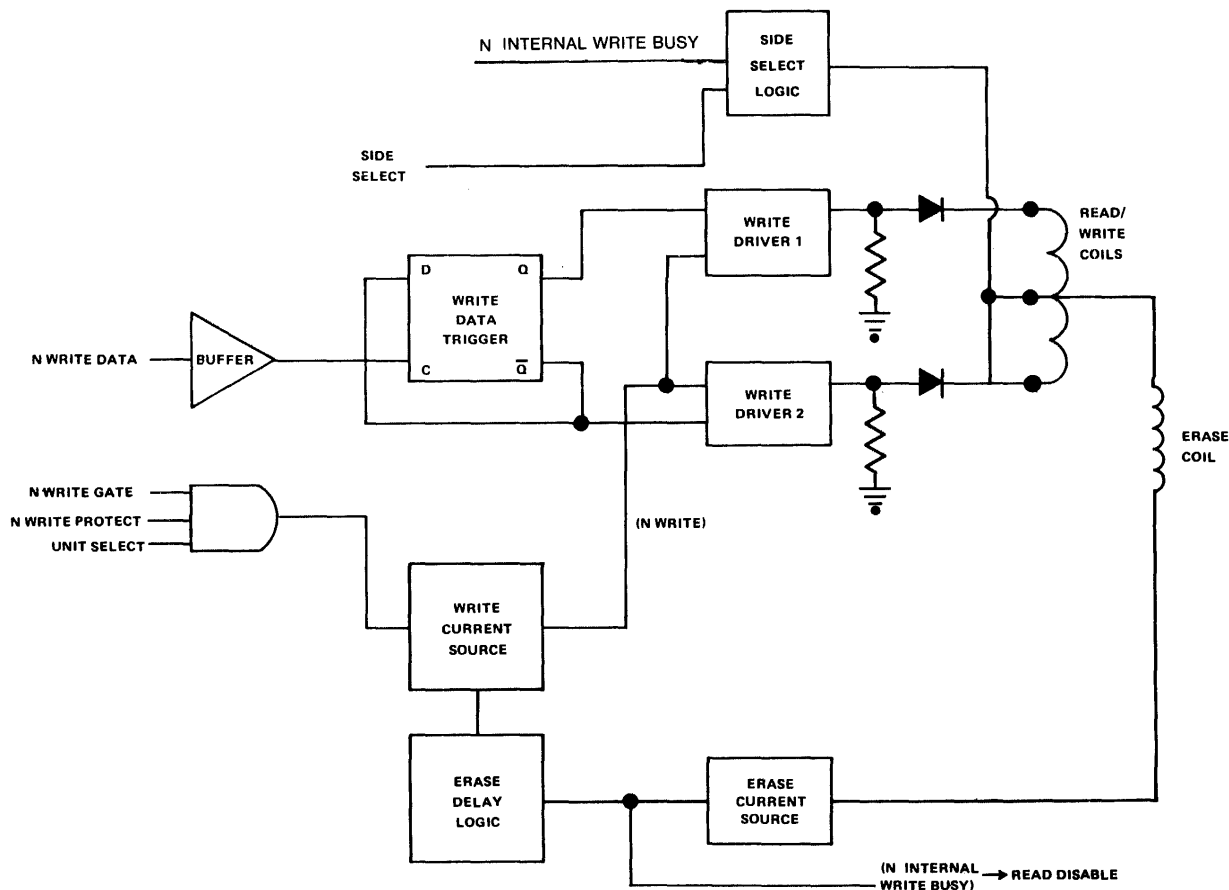 N INTERNAL WRITE BUSY
SIDE
SELECT
LOGIC
SIDE
SELECT
WRITE
DRIVER 1
READ/
WRITE
COILS
D
Q
WRITE
DATA
TRIGGER
C
Q̅
N WRITE DATA
BUFFER
WRITE
DRIVER 2
ERASE
COIL
N WRITE GATE
N WRITE PROTECT
UNIT SELECT
(N WRITE)
WRITE
CURRENT
SOURCE
ERASE
DELAY
LOGIC
ERASE
CURRENT
SOURCE
(N INTERNAL
WRITE BUSY) → READ DISABLE